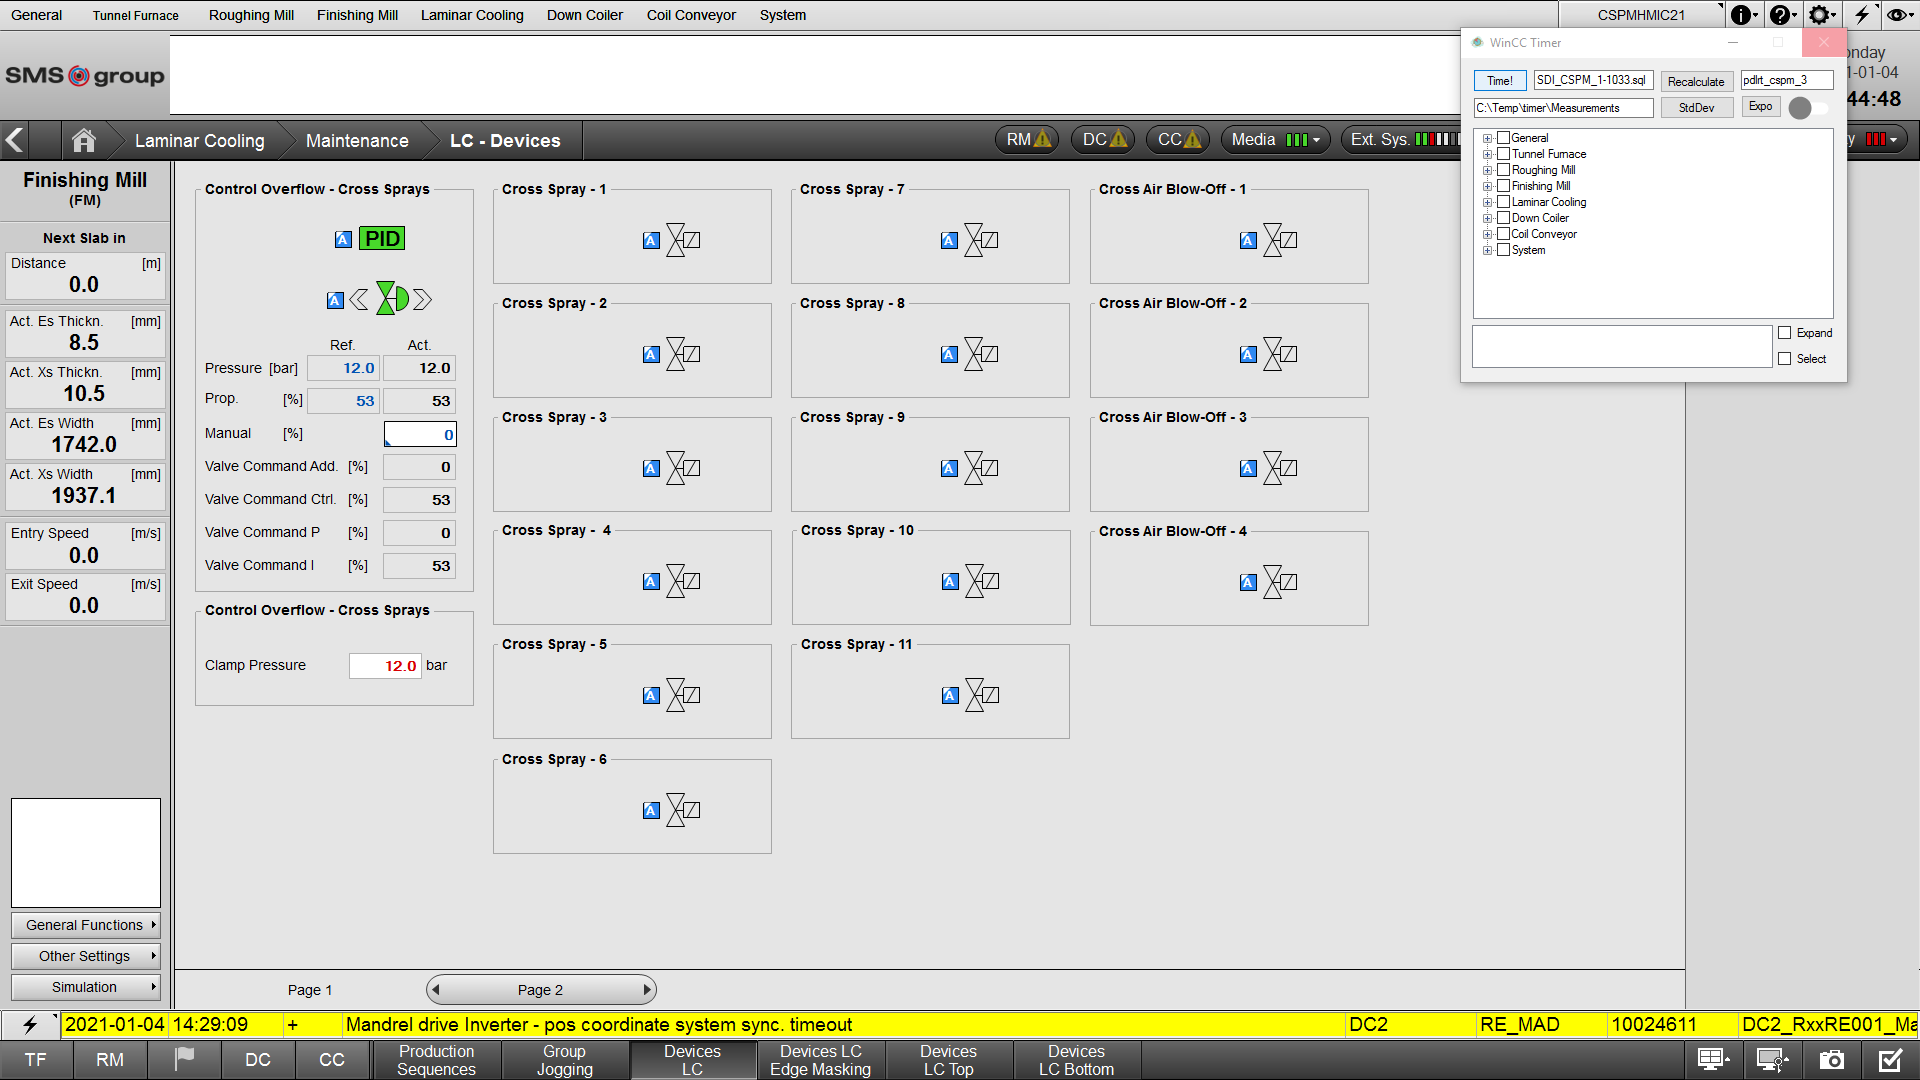 General Tunnel Furnace Roughing Mill Finishing Mill Laminar Cooling Down Coiler Coil Conveyor System CSPMHMIC21
SMS group
44:48
Laminar Cooling Maintenance LC - Devices RM DC CC Media Ext. Sys.
WinCC Timer
Time! SDI_CSPM_1-1033.sql Recalculate pdlrt_cspm_3
C:\Temp\timer\Measurements StdDev Expo
General
Tunnel Furnace
Roughing Mill
Finishing Mill
Laminar Cooling
Down Coiler
Coil Conveyor
System
Expand
Select
Finishing Mill
(FM)
Next Slab in
Distance [m]
0.0
Act. Es Thickn. [mm]
8.5
Act. Xs Thickn. [mm]
10.5
Act. Es Width [mm]
1742.0
Act. Xs Width [mm]
1937.1
Entry Speed [m/s]
0.0
Exit Speed [m/s]
0.0
General Functions
Other Settings
Simulation
Control Overflow - Cross Sprays
A PID
A
Ref. Act.
Pressure [bar] 12.0 12.0
Prop. [%] 53 53
Manual [%] 0
Valve Command Add. [%] 0
Valve Command Ctrl. [%] 53
Valve Command P [%] 0
Valve Command I [%] 53
Control Overflow - Cross Sprays
Clamp Pressure 12.0 bar
Cross Spray - 1
A
Cross Spray - 2
A
Cross Spray - 3
A
Cross Spray - 4
A
Cross Spray - 5
A
Cross Spray - 6
A
Cross Spray - 7
A
Cross Spray - 8
A
Cross Spray - 9
A
Cross Spray - 10
A
Cross Spray - 11
A
Cross Air Blow-Off - 1
A
Cross Air Blow-Off - 2
A
Cross Air Blow-Off - 3
A
Cross Air Blow-Off - 4
A
Page 1 Page 2
2021-01-04 14:29:09 + Mandrel drive Inverter - pos coordinate system sync. timeout DC2 RE_MAD 10024611 DC2_RxxRE001_Ma
TF RM DC CC
Production
Sequences
Group
Jogging
Devices
LC
Devices LC
Edge Masking
Devices
LC Top
Devices
LC Bottom